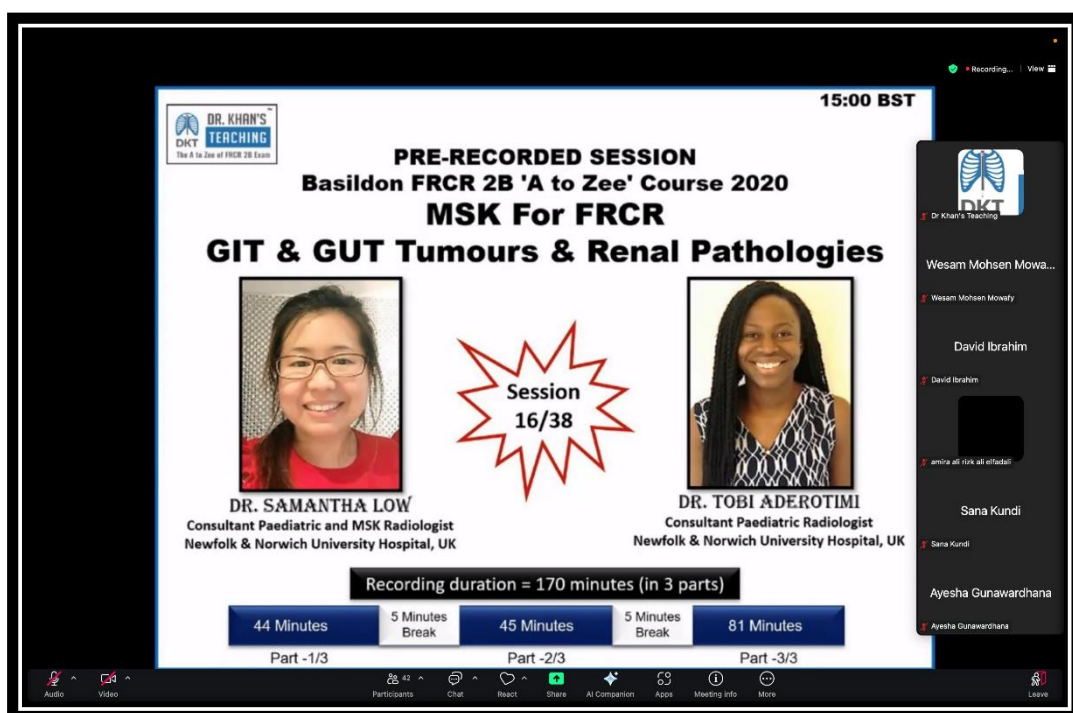 Recording...
View
15:00 BST
DR. KHAN'S
TEACHING
DKT
The A to Zee of FRCR 2B Exam
PRE-RECORDED SESSION
Basildon FRCR 2B 'A to Zee' Course 2020
MSK For FRCR
GIT & GUT Tumours & Renal Pathologies
Session
16/38
DR. SAMANTHA LOW
Consultant Paediatric and MSK Radiologist
Newfolk & Norwich University Hospital, UK
DR. TOBI ADEROTIMI
Consultant Paediatric Radiologist
Newfolk & Norwich University Hospital, UK
Recording duration = 170 minutes (in 3 parts)
44 Minutes
5 Minutes
Break
45 Minutes
5 Minutes
Break
81 Minutes
Part -1/3
Part -2/3
Part -3/3
DKT
Dr Khan's Teaching
Wesam Mohsen Mowa...
Wesam Mohsen Mowafy
David Ibrahim
David Ibrahim
amira ali rizk ali elfadali
Sana Kundi
Sana Kundi
Ayesha Gunawardhana
Ayesha Gunawardhana
Audio
Video
42
Participants
Chat
React
Share
AI Companion
Apps
Meeting info
More
Leave